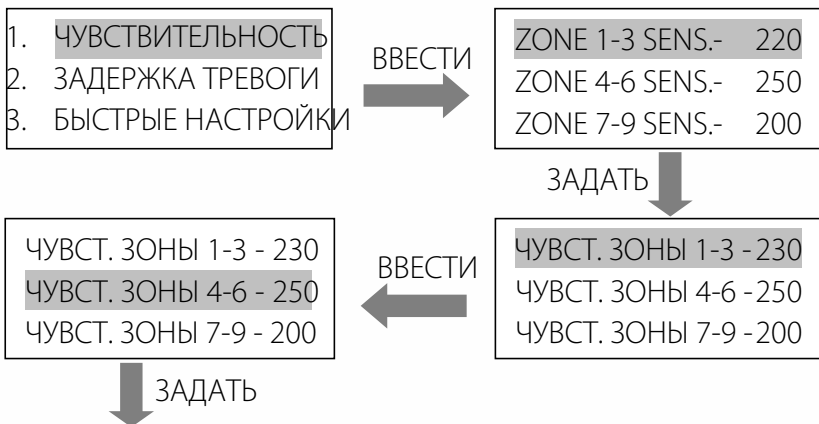 1. ЧУВСТВИТЕЛЬНОСТЬ
2. ЗАДЕРЖКА ТРЕВОГИ
3. БЫСТРЫЕ НАСТРОЙКИ
ВВЕСТИ
ZONE 1-3 SENS.- 220
ZONE 4-6 SENS.- 250
ZONE 7-9 SENS.- 200
ЗАДАТЬ
ЧУВСТ. ЗОНЫ 1-3 - 230
ЧУВСТ. ЗОНЫ 4-6 - 250
ЧУВСТ. ЗОНЫ 7-9 - 200
ВВЕСТИ
ЧУВСТ. ЗОНЫ 1-3 -230
ЧУВСТ. ЗОНЫ 4-6 -250
ЧУВСТ. ЗОНЫ 7-9 -200
ЗАДАТЬ